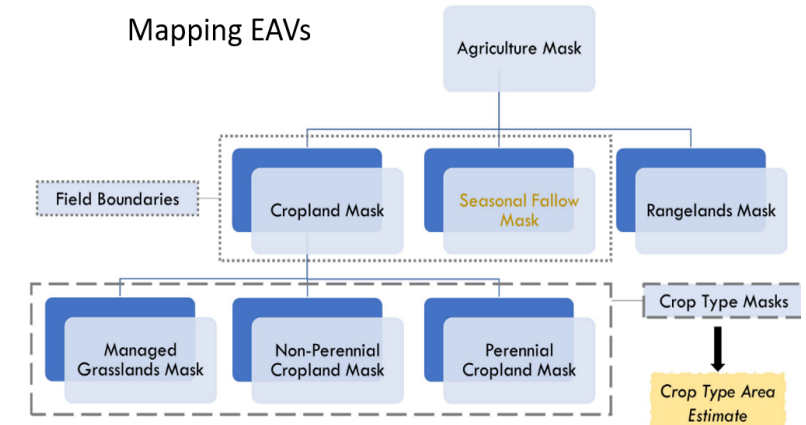 Mapping EAVs
Agriculture Mask
Field Boundaries
Cropland Mask
Seasonal Fallow
Mask
Rangelands Mask
Managed
Grasslands Mask
Non-Perennial
Cropland Mask
Perennial
Cropland Mask
Crop Type Masks
Crop Type Area
Estimate